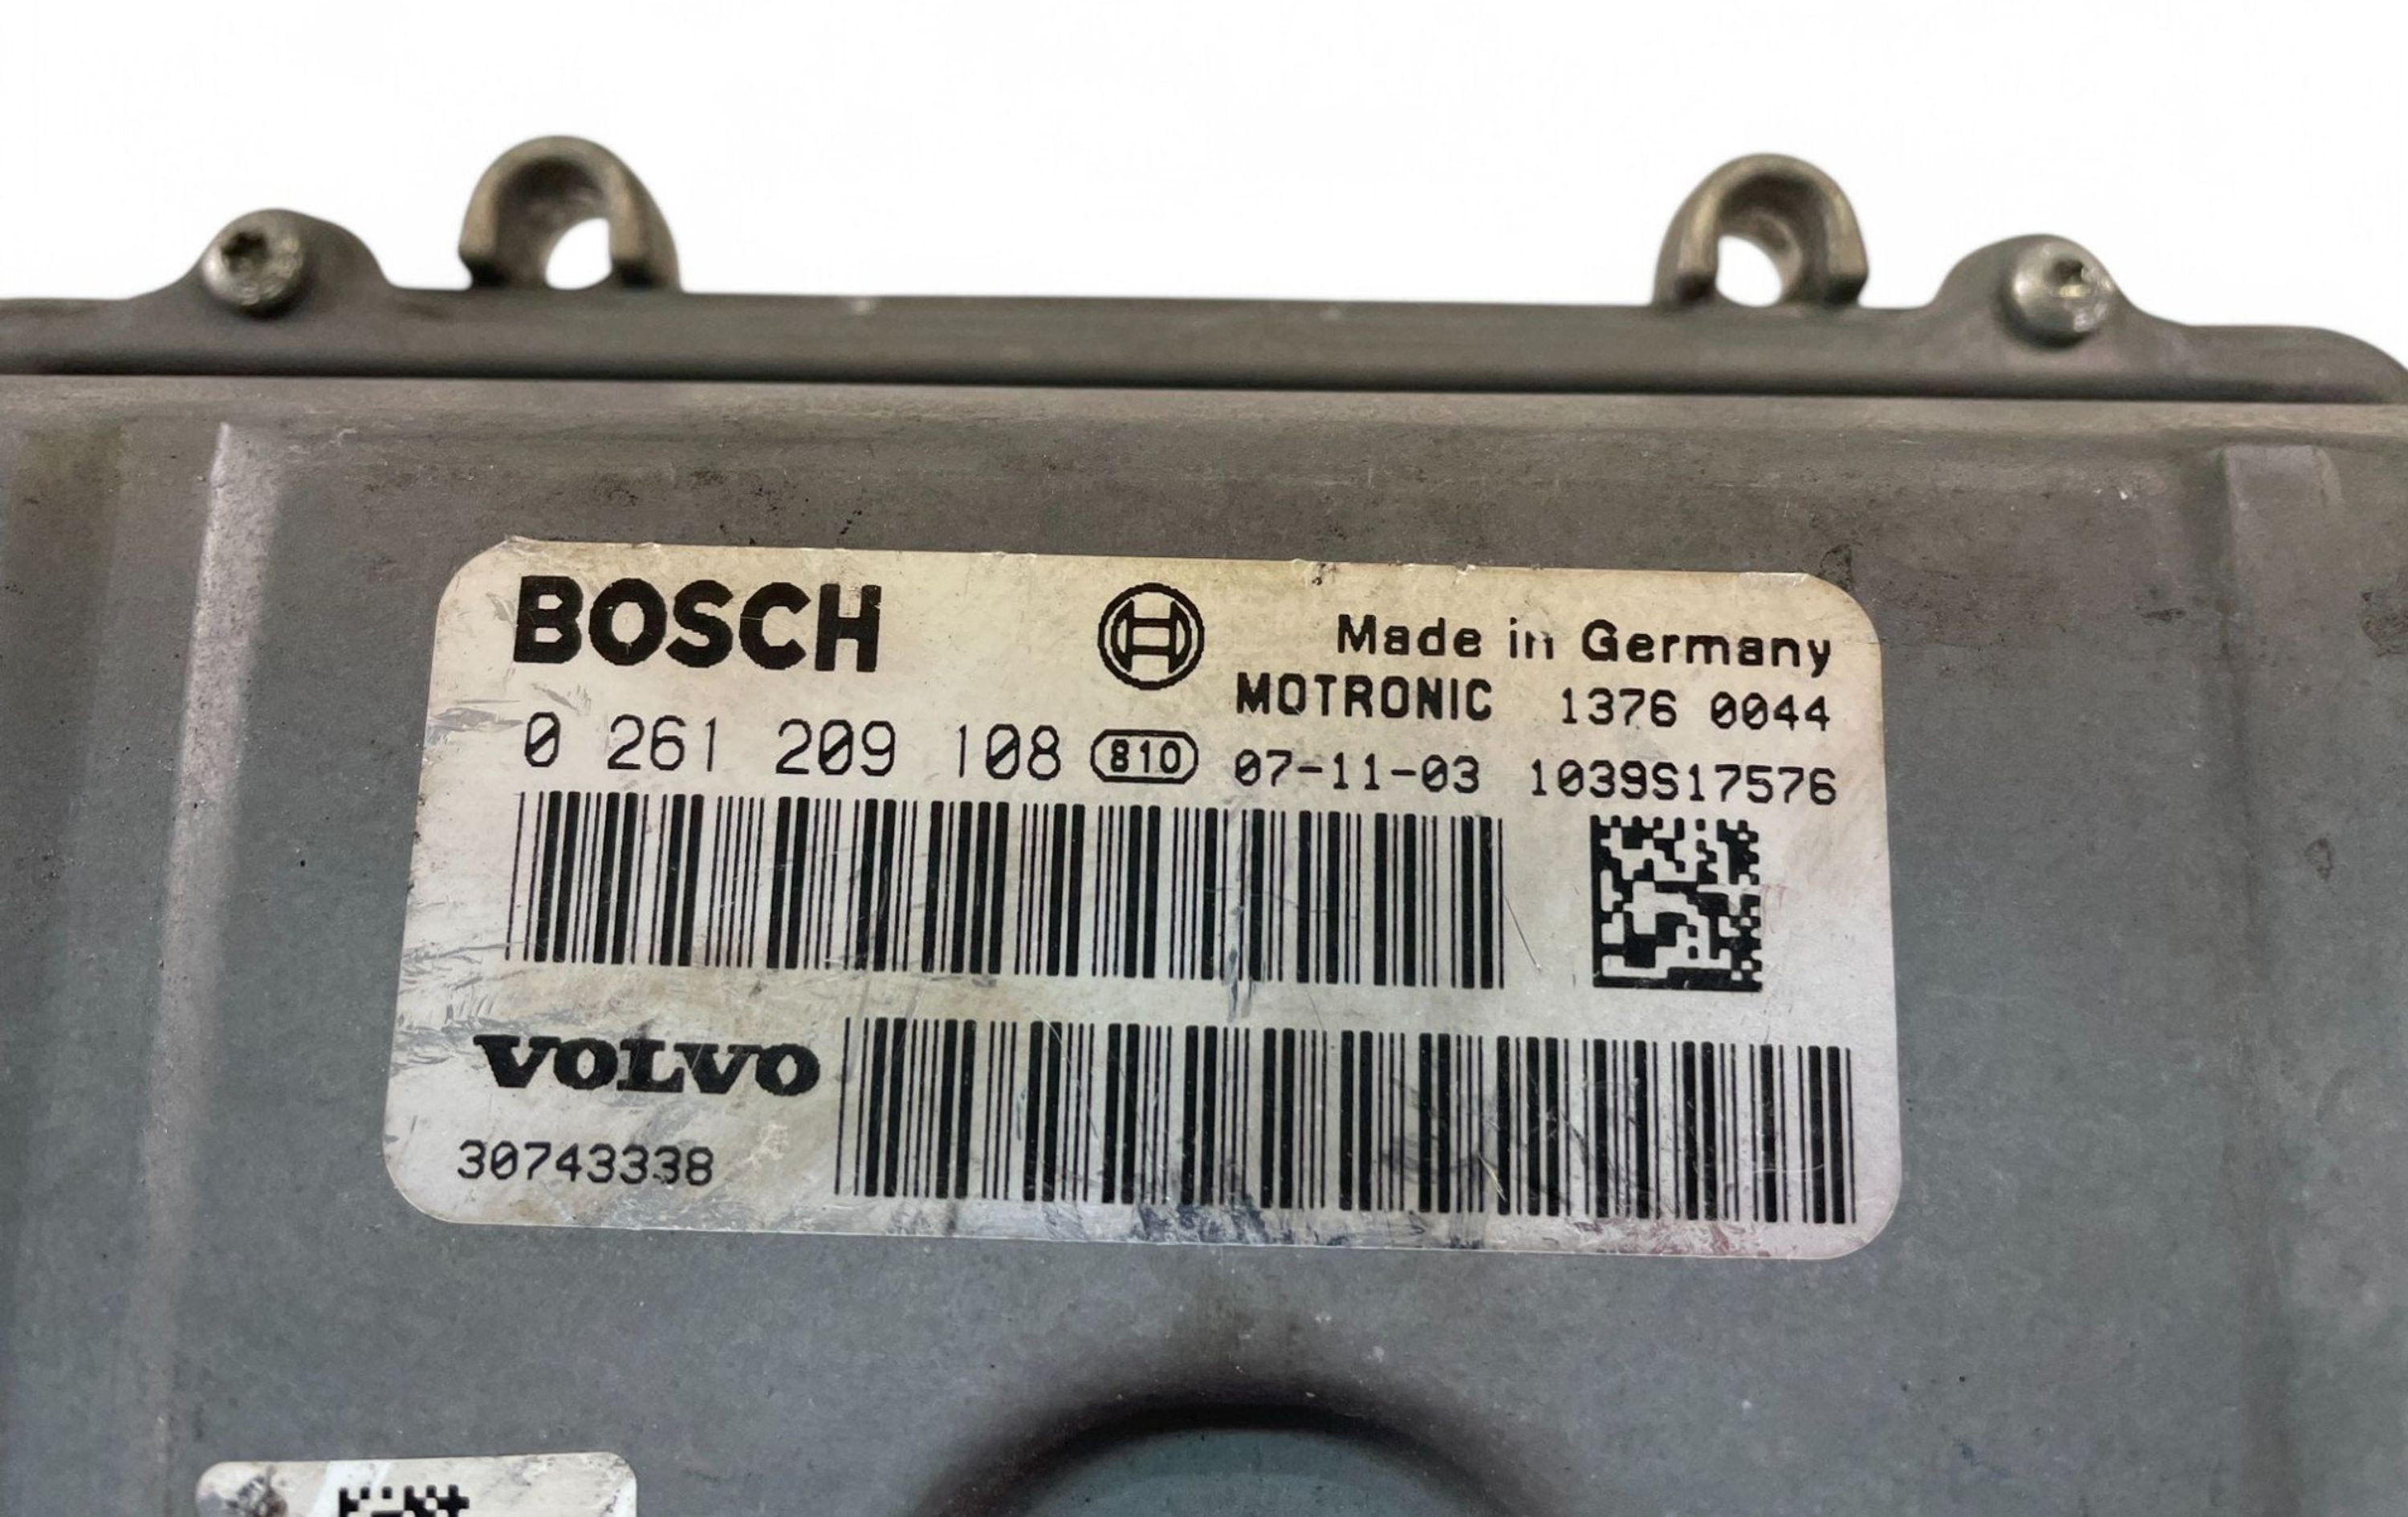 BOSCH
Made in Germany
MOTRONIC 1376 0044
0 261 209 108 810 07-11-03 1039S17576
VOLVO
30743338